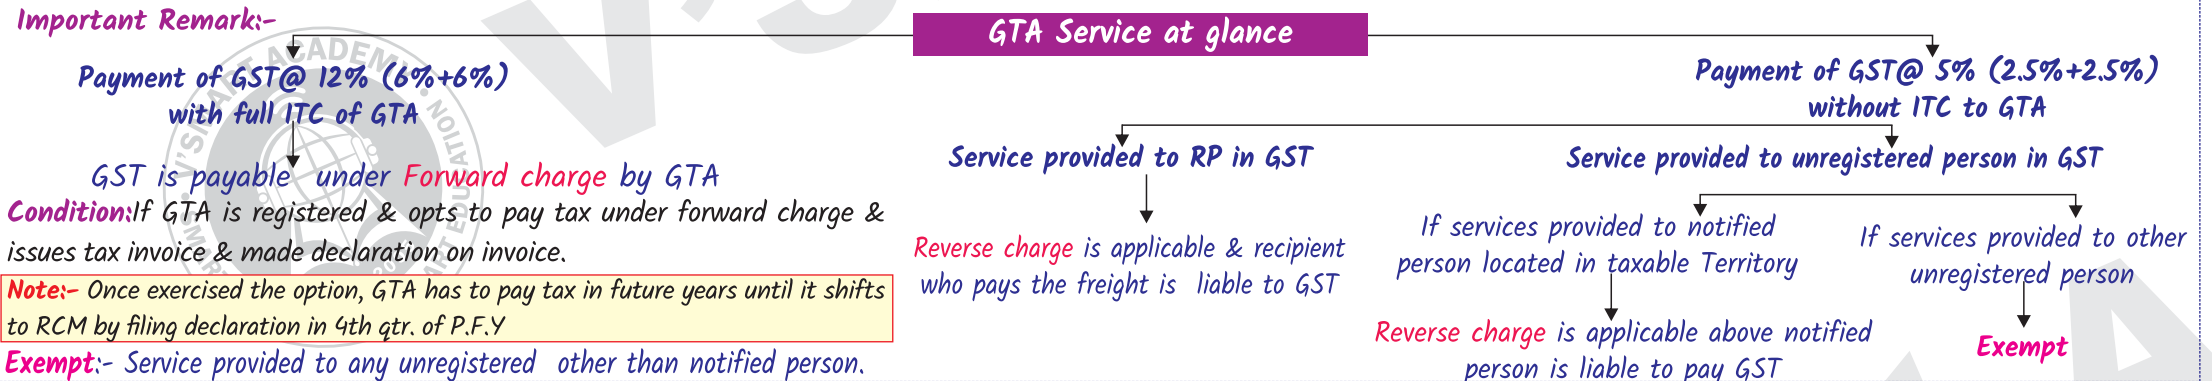 Important Remark:-
GTA Service at glance
Payment of GST@ 12% (6%+6%)
with full ITC of GTA
GST is payable under Forward charge by GTA
Condition:If GTA is registered & opts to pay tax under forward charge &
issues tax invoice & made declaration on invoice.
Note:- Once exercised the option, GTA has to pay tax in future years until it shifts
to RCM by filing declaration in 4th qtr. of P.F.Y
Exempt:- Service provided to any unregistered other than notified person.
Payment of GST@ 5% (2.5%+2.5%)
without ITC to GTA
Service provided to RP in GST
Reverse charge is applicable & recipient
who pays the freight is liable to GST
Service provided to unregistered person in GST
If services provided to notified
person located in taxable Territory
Reverse charge is applicable above notified
person is liable to pay GST
If services provided to other
unregistered person
Exempt
V'SMART ACADEMY